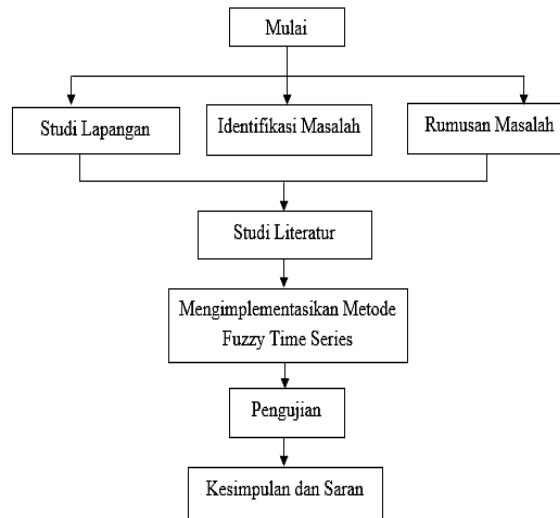 Mulai
Studi Lapangan
Identifikasi Masalah
Rumusan Masalah
Studi Literatur
Mengimplementasikan Metode
Fuzzy Time Series
Pengujian
Kesimpulan dan Saran